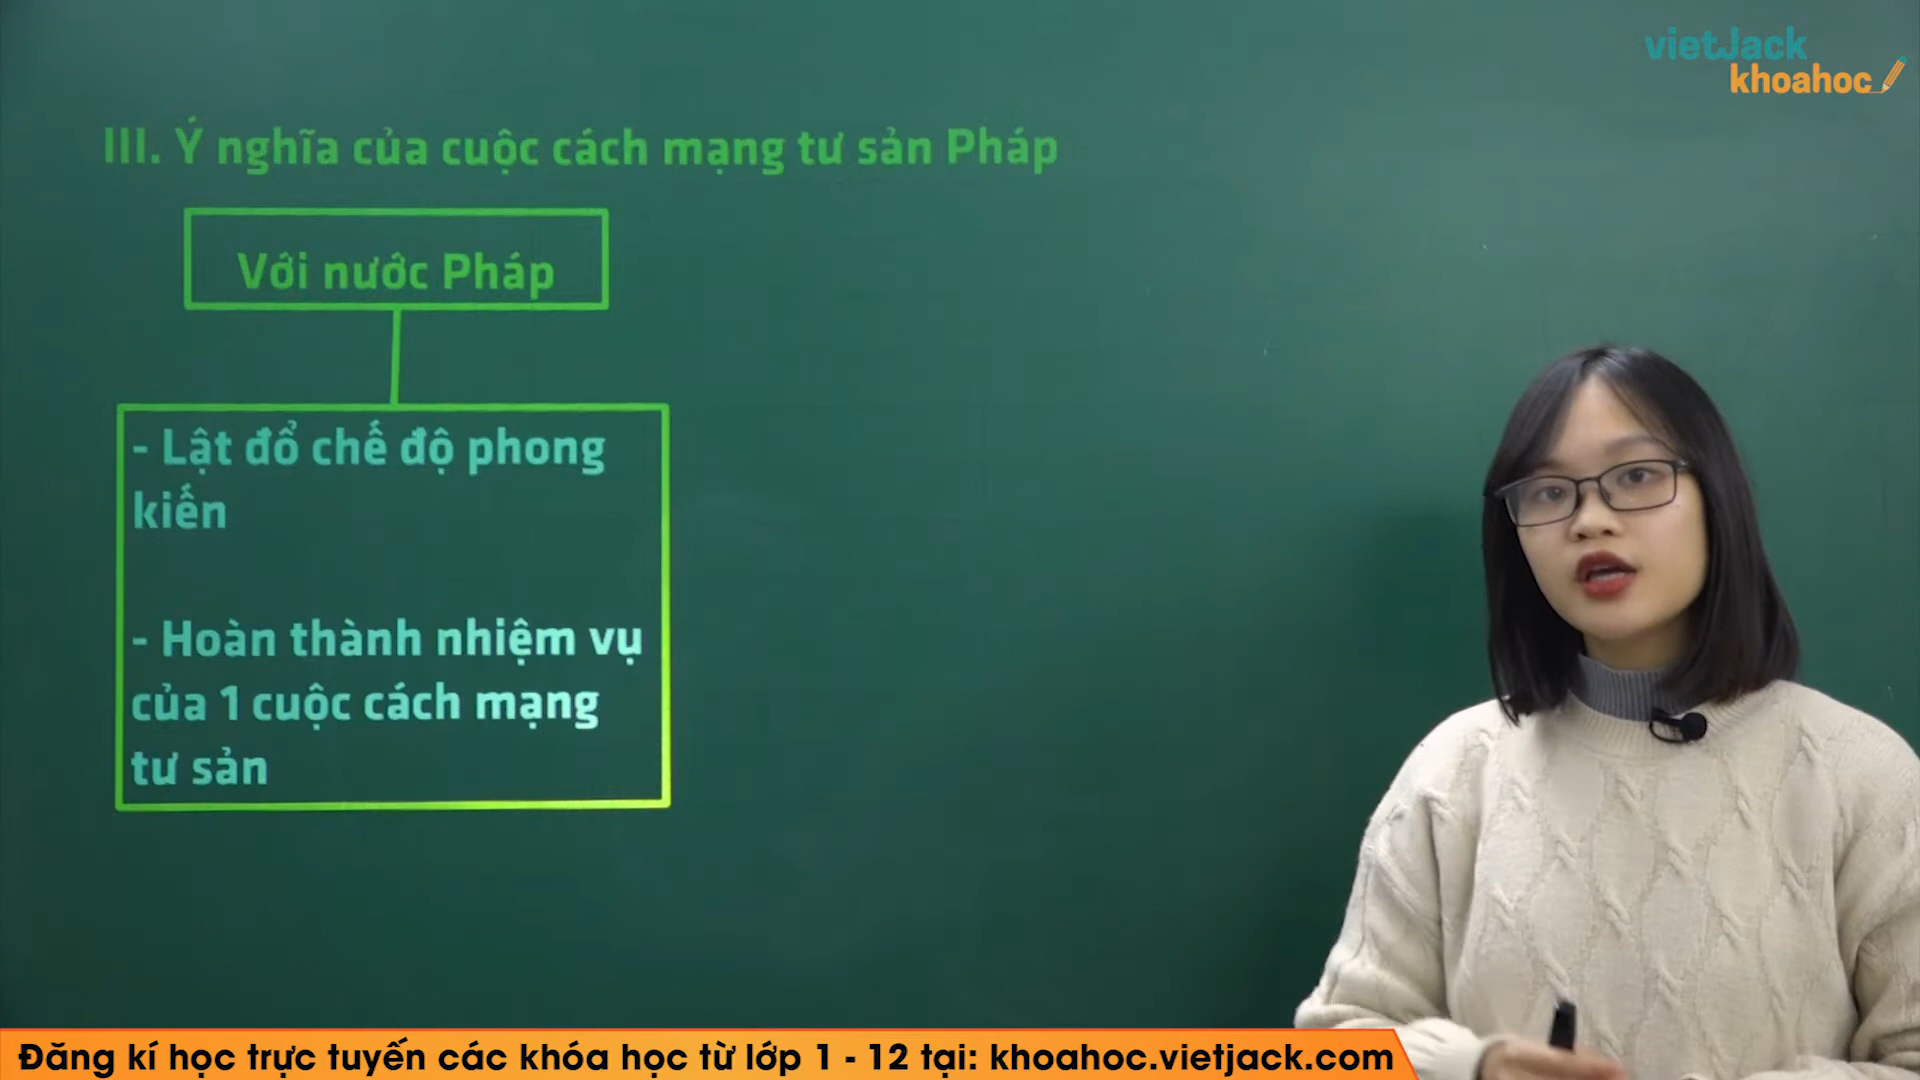 vietJack
khoahoc
III. Ý nghĩa của cuộc cách mạng tư sản Pháp
Với nước Pháp
- Lật đổ chế độ phong
kiến
- Hoàn thành nhiệm vụ
của 1 cuộc cách mạng
tư sản
Đăng kí học trực tuyến các khóa học từ lớp 1 - 12 tại: khoahoc.vietjack.com